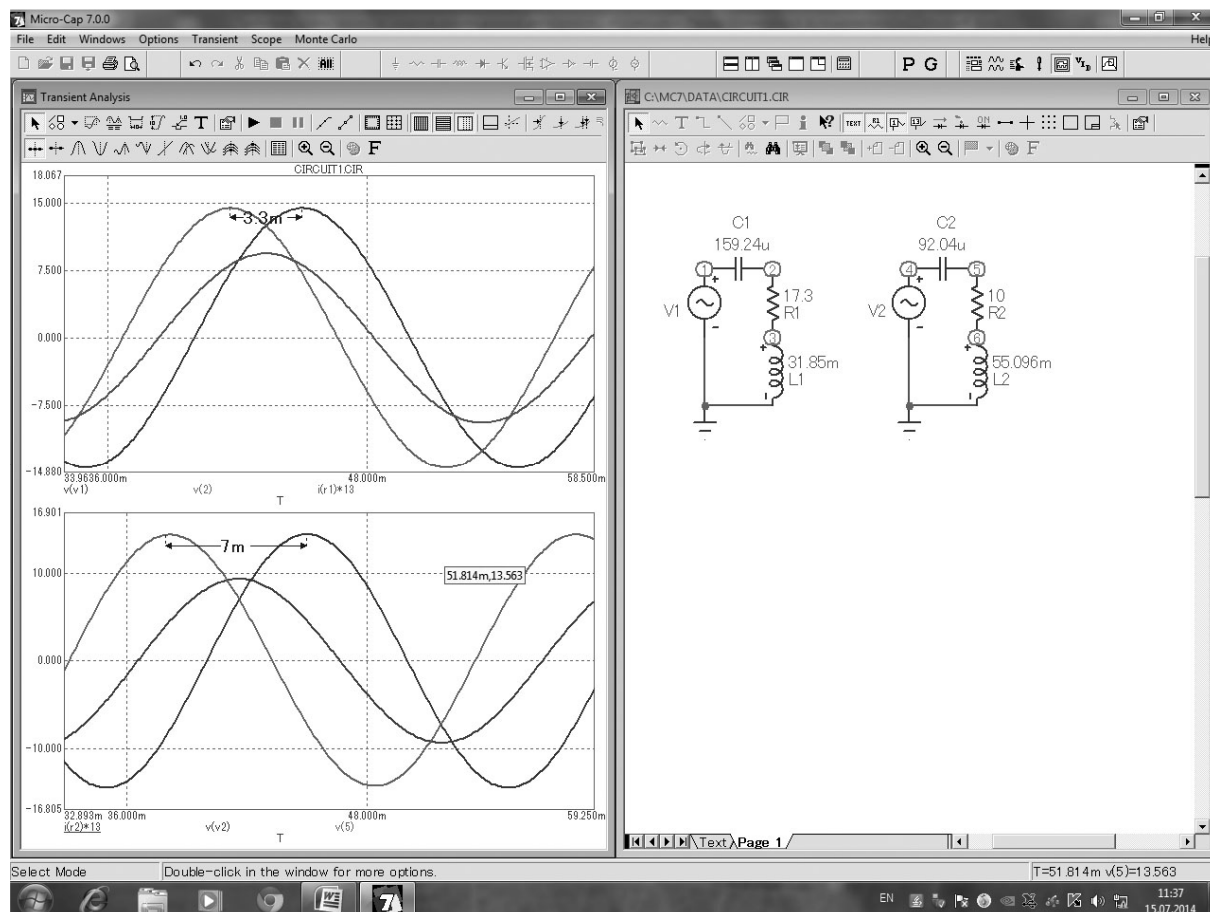 Micro-Cap 7.0.0
File Edit Windows Options Transient Scope Monte Carlo Help
P G
Transient Analysis
T
F
CIRCUIT1.CIR
18.067
15.000
7.500
0.000
-7.500
-14.880
3.3m
33.9636.000m 48.000m 58.500m
v(v1) v(2) i(r1)*13
T
16.901
10.000
0.000
-10.000
-16.805
7m
51.814m,13.563
32.893m 36.000m 48.000m 59.250m
i(r2)*13 v(v2) v(5)
T
C:\MC7\DATA\CIRCUIT1.CIR
T
TEXT
F
C1
159.24u
1
2
V1
17.3
R1
3
31.85m
L1
C2
92.04u
4
5
V2
10
R2
6
55.096m
L2
Text Page 1
Select Mode Double-click in the window for more options. T=51.814m v(5)=13.563
EN 11:37
15.07.2014